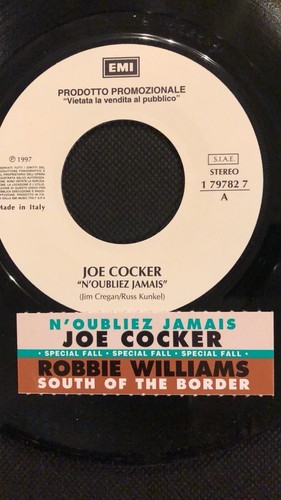 EMI
PRODOTTO PROMOZIONALE
"Vietata la vendita al pubblico"
℗ 1997
S.I.A.E.
STEREO
1 79782 7
A
Made in Italy
JOE COCKER
"N'OUBLIEZ JAMAIS"
(Jim Cregan/Russ Kunkel)
N'OUBLIEZ JAMAIS
JOE COCKER
• SPECIAL FALL • SPECIAL FALL • SPECIAL FALL •
ROBBIE WILLIAMS
SOUTH OF THE BORDER